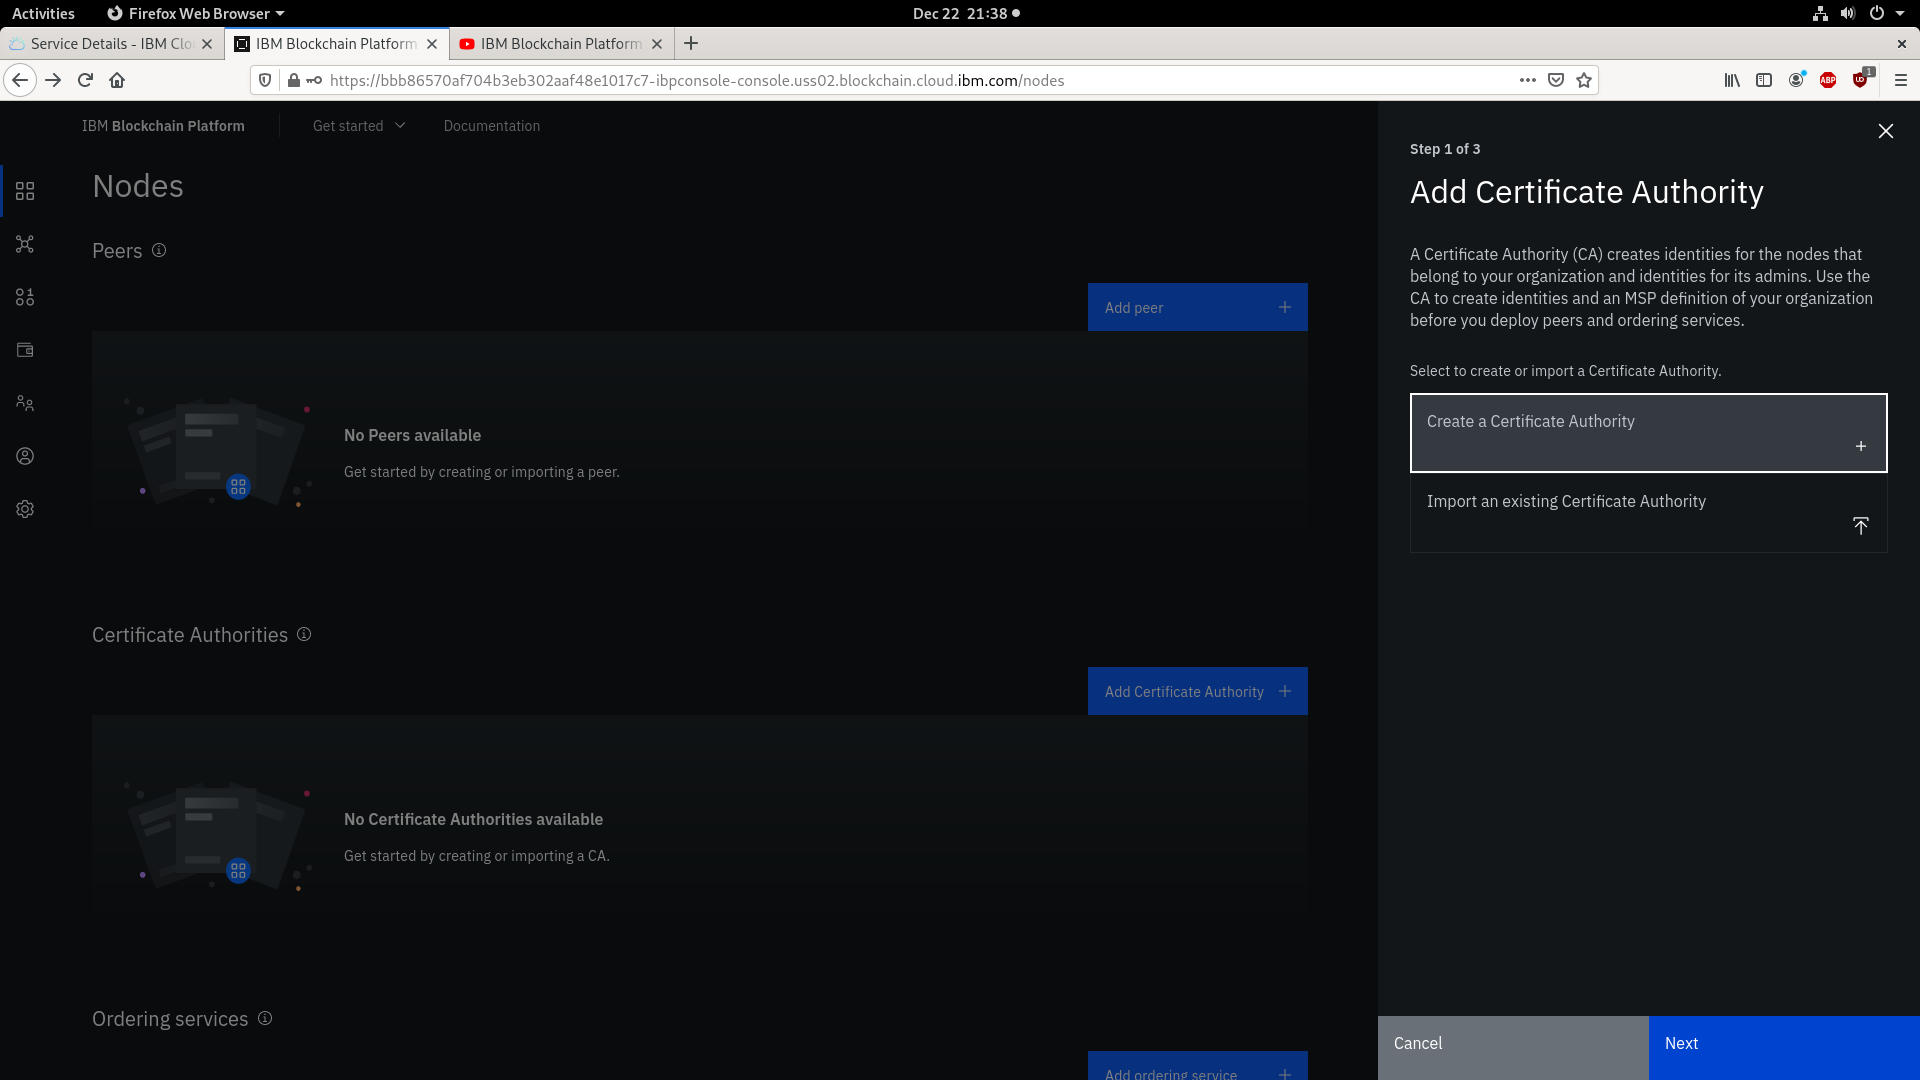 Activities
Firefox Web Browser
Dec 22 21:38
Service Details - IBM Clo
IBM Blockchain Platform
IBM Blockchain Platform
https://bbb86570af704b3eb302aaf48e1017c7-ibpconsole-console.uss02.blockchain.cloud.ibm.com/nodes
ABP
1
IBM Blockchain Platform
Get started
Documentation
Nodes
Peers
Add peer
No Peers available
Get started by creating or importing a peer.
Certificate Authorities
Add Certificate Authority
No Certificate Authorities available
Get started by creating or importing a CA.
Ordering services
Add ordering service
Step 1 of 3
Add Certificate Authority
A Certificate Authority (CA) creates identities for the nodes that
belong to your organization and identities for its admins. Use the
CA to create identities and an MSP definition of your organization
before you deploy peers and ordering services.
Select to create or import a Certificate Authority.
Create a Certificate Authority
Import an existing Certificate Authority
Cancel
Next